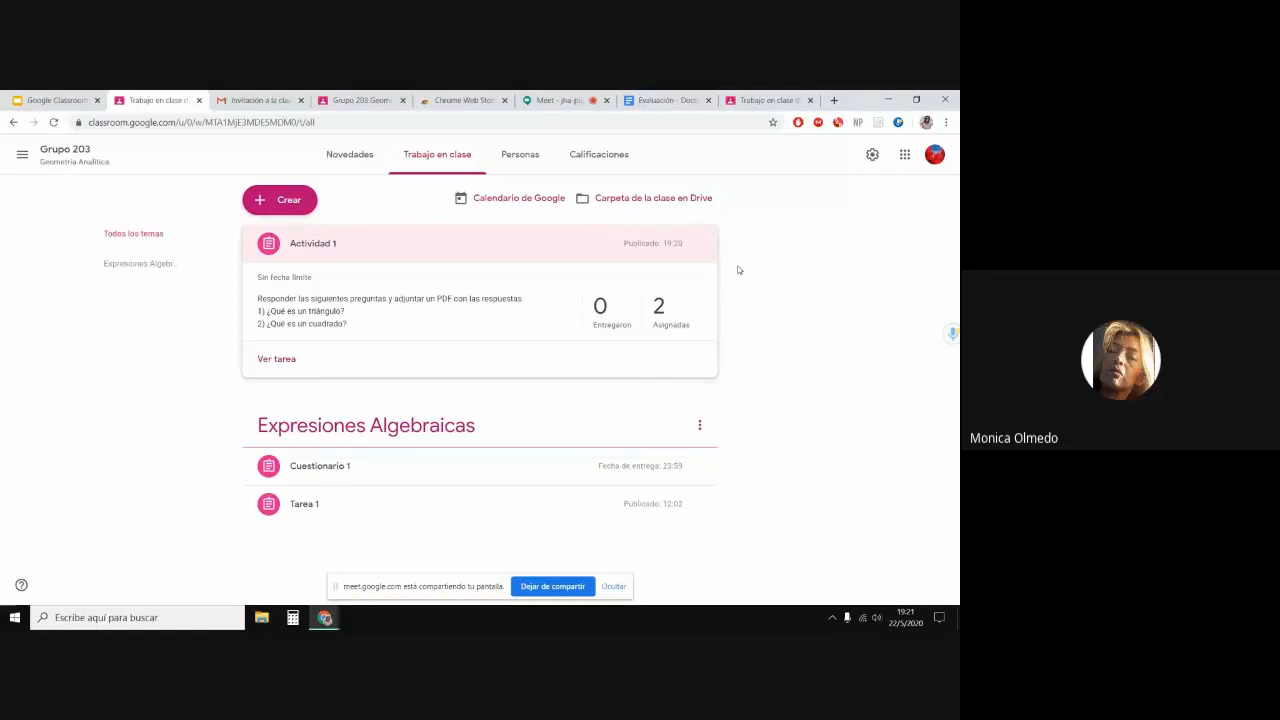 Google Classroom
Trabajo en clase d
Invitación a la cla
Grupo 203 Geom
Chrome Web Stor
Meet - jha-p
Evaluación - Docu
Trabajo en clase d
classroom.google.com/u/0/w/MTA1MjE3MDE5MDM0/t/all
NP
Grupo 203
Geometría Analítica
Novedades
Trabajo en clase
Personas
Calificaciones
Crear
Calendario de Google
Carpeta de la clase en Drive
Todos los temas
Expresiones Algebr...
Actividad 1
Publicado: 19:20
Sin fecha límite
Responder las siguientes preguntas y adjuntar un PDF con las respuestas.
1) ¿Qué es un triángulo?
2) ¿Qué es un cuadrado?
0
Entregaron
2
Asignadas
Ver tarea
Expresiones Algebraicas
Cuestionario 1
Fecha de entrega: 23:59
Tarea 1
Publicado: 12:02
meet.google.com está compartiendo tu pantalla.
Dejar de compartir
Ocultar
Escribe aquí para buscar
19:21
22/5/2020
Monica Olmedo